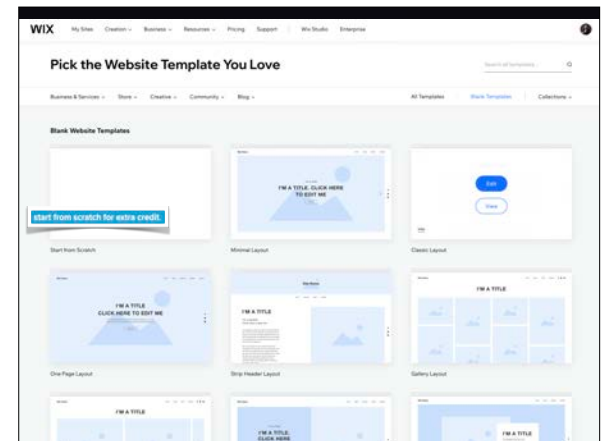 WIX My Sites Creation Business Resources Pricing Support Wix Studio Enterprise
Pick the Website Template You Love
Search all templates...
Business & Services Store Creative Community Blog All Templates Blank Templates Collections
Blank Website Templates
I'M A TITLE. CLICK HERE
TO EDIT ME
Edit
View
start from scratch for extra credit.
Start from Scratch Minimal Layout Classic Layout
I'M A TITLE
CLICK HERE TO EDIT ME
I'M A TITLE
I'M A TITLE
One Page Layout Strip Header Layout Gallery Layout
I'M A TITLE
I'M A TITLE.
CLICK HERE
I'M A TITLE